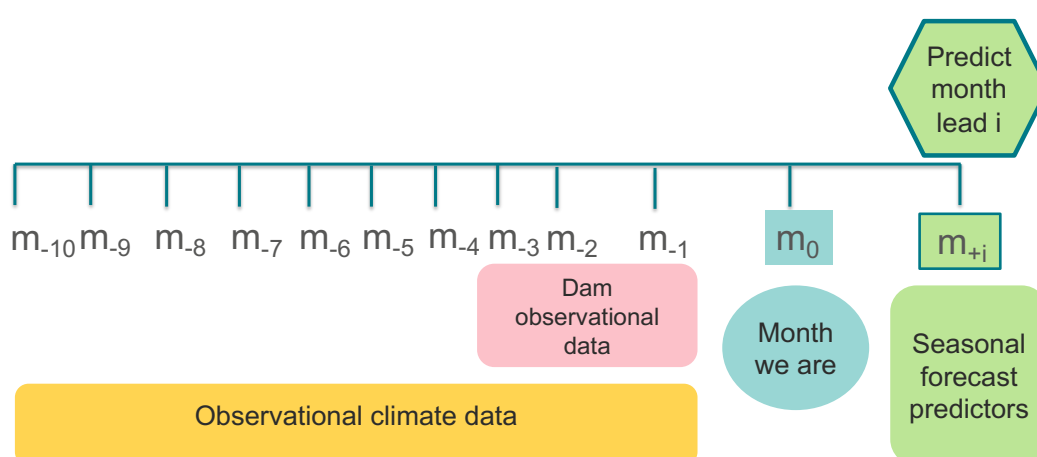 Predict
month
lead i
m-10 m-9 m-8 m-7 m-6 m-5 m-4 m-3 m-2 m-1 m0 m+i
Dam
observational
data
Month
we are
Seasonal
forecast
predictors
Observational climate data